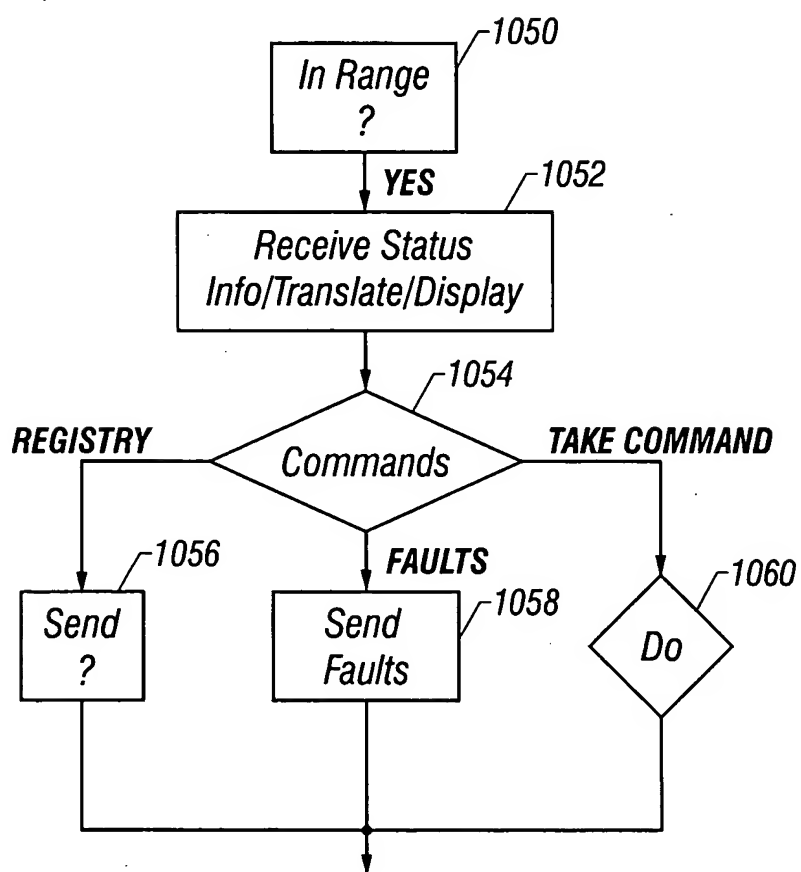 1050
In Range
?
YES
1052
Receive Status
Info/Translate/Display
1054
REGISTRY
Commands
TAKE COMMAND
1056
Send
?
FAULTS
1058
Send
Faults
1060
Do